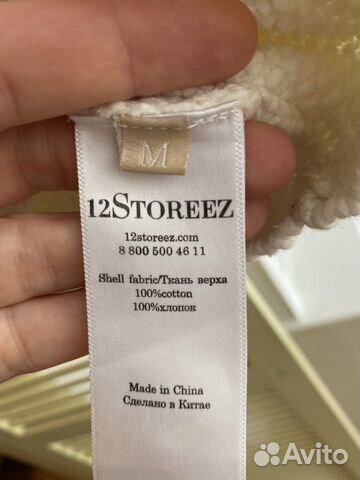 M
12STOREEZ
12storeez.com
8 800 500 46 11
Shell fabric/Ткань верха
100%cotton
100%хлопок
Made in China
Сделано в Китае
Avito